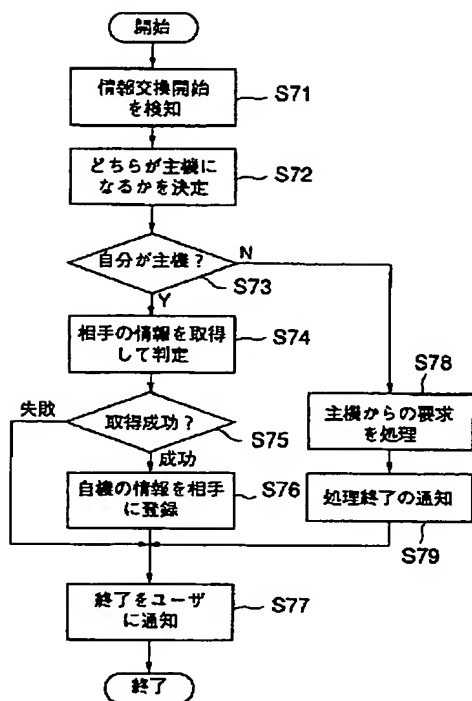 開始
情報交換開始
を検知
S71
どちらが主機に
なるかを決定
S72
自分が主機？
N
S73
Y
相手の情報を取得
して判定
S74
失敗
取得成功？
S75
成功
自機の情報を相手
に登録
S76
S78
主機からの要求
を処理
処理終了の通知
S79
終了をユーザ
に通知
S77
終了